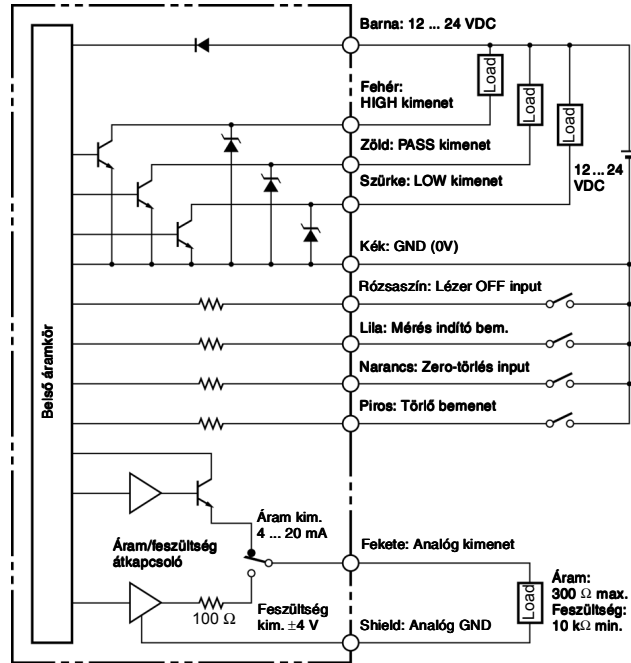 Barna: 12 ... 24 VDC
Load
Load
Load
Fehér:
HIGH kimenet
Zöld: PASS kimenet
12 ... 24
VDC
Szürke: LOW kimenet
Kék: GND (0V)
Rózsaszín: Lézer OFF input
Lila: Mérés indító bem.
Narancs: Zero-törlés input
Piros: Törlő bemenet
Belső áramkör
Áram kim.
4 ... 20 mA
Áram/feszültség
átkapcsoló
Fekete: Analóg kimenet
100 Ω
Feszültség
kim. ±4 V
Shield: Analóg GND
Load
Áram:
300 Ω max.
Feszültség:
10 kΩ min.